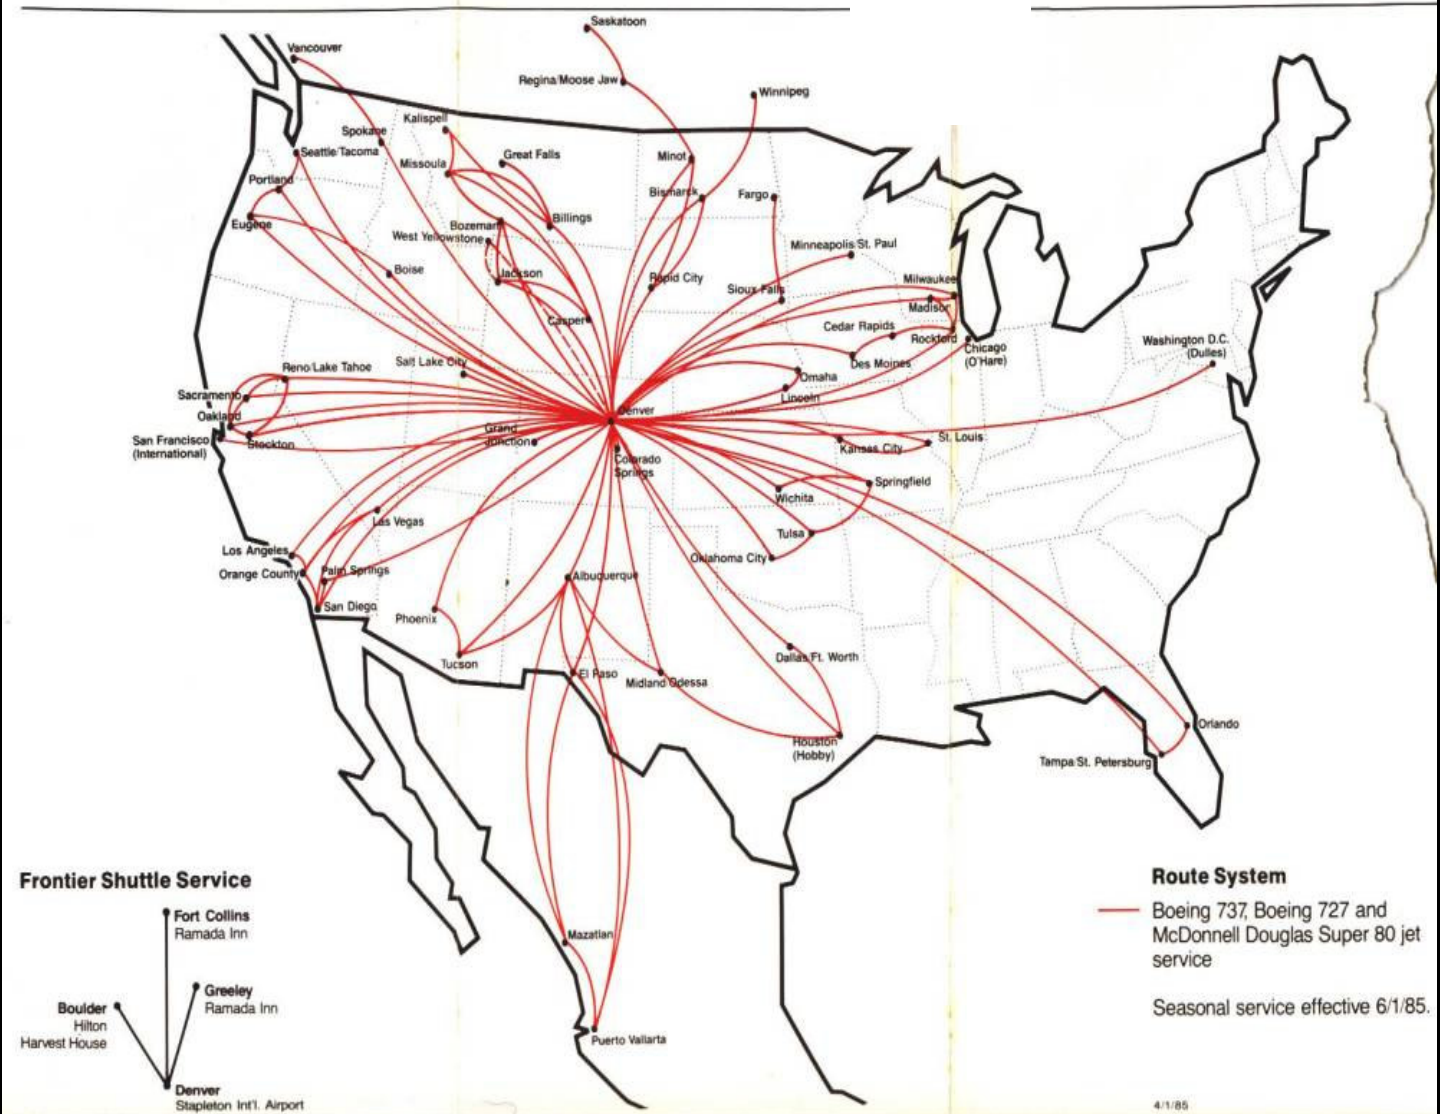 Saskatoon
Vancouver
Regina/Moose Jaw
Winnipeg
Kalispell
Spokane
Seattle/Tacoma
Great Falls
Missoula
Minot
Portland
Bismarck
Fargo
Billings
Eugene
Bozeman
West Yellowstone
Minneapolis/St. Paul
Boise
Jackson
Rapid City
Milwaukee
Sioux Falls
Madison
Casper
Cedar Rapids
Rockford
Washington D.C.
(Dulles)
Chicago
(O'Hare)
Reno/Lake Tahoe
Salt Lake City
Des Moines
Omaha
Sacramento
Lincoln
Oakland
Denver
Grand
Junction
San Francisco
(International)
Stockton
St. Louis
Kansas City
Colorado
Springs
Springfield
Wichita
Las Vegas
Tulsa
Los Angeles
Oklahoma City
Orange County
Palm Springs
Albuquerque
San Diego
Phoenix
Tucson
Dallas/Ft. Worth
El Paso
Midland Odessa
Orlando
Houston
(Hobby)
Tampa/St. Petersburg
Mazatlan
Puerto Vallarta
Frontier Shuttle Service
Fort Collins
Ramada Inn
Greeley
Ramada Inn
Boulder
Hilton
Harvest House
Denver
Stapleton Int'l. Airport
Route System
Boeing 737, Boeing 727 and
McDonnell Douglas Super 80 jet
service
Seasonal service effective 6/1/85.
4/1/85